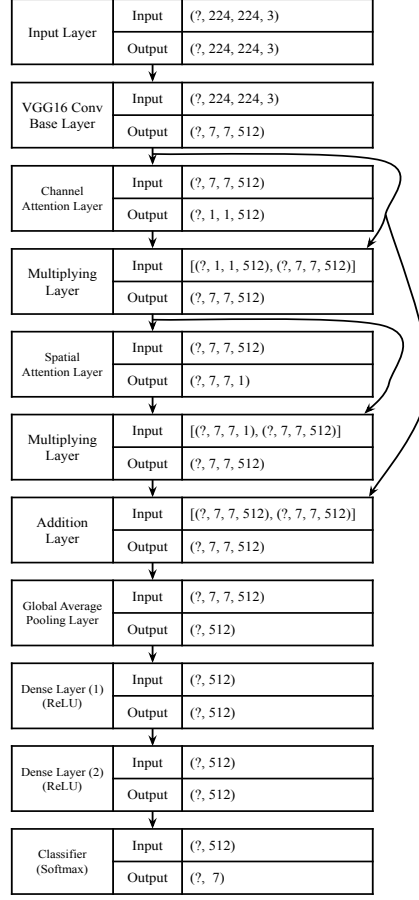 Input Layer
Input
(?, 224, 224, 3)
Output
(?, 224, 224, 3)
VGG16 Conv
Base Layer
Input
(?, 224, 224, 3)
Output
(?, 7, 7, 512)
Channel
Attention Layer
Input
(?, 7, 7, 512)
Output
(?, 1, 1, 512)
Multiplying
Layer
Input
[(?, 1, 1, 512), (?, 7, 7, 512)]
Output
(?, 7, 7, 512)
Spatial
Attention Layer
Input
(?, 7, 7, 512)
Output
(?, 7, 7, 1)
Multiplying
Layer
Input
[(?, 7, 7, 1), (?, 7, 7, 512)]
Output
(?, 7, 7, 512)
Addition
Layer
Input
[(?, 7, 7, 512), (?, 7, 7, 512)]
Output
(?, 7, 7, 512)
Global Average
Pooling Layer
Input
(?, 7, 7, 512)
Output
(?, 512)
Dense Layer (1)
(ReLU)
Input
(?, 512)
Output
(?, 512)
Dense Layer (2)
(ReLU)
Input
(?, 512)
Output
(?, 512)
Classifier
(Softmax)
Input
(?, 512)
Output
(?, 7)